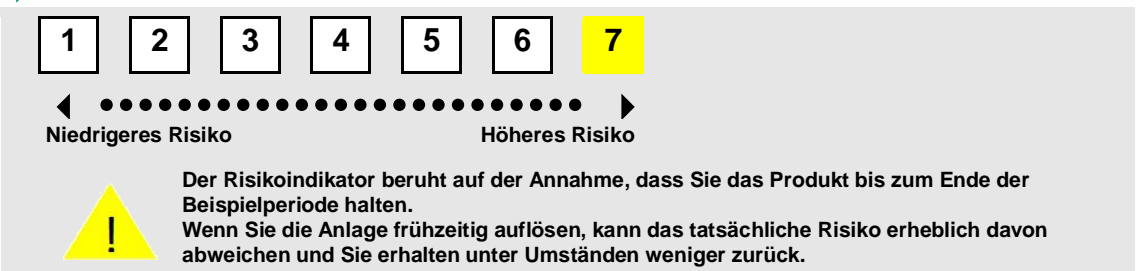 1 2 3 4 5 6 7
Niedrigeres Risiko Höheres Risiko
Der Risikoindikator beruht auf der Annahme, dass Sie das Produkt bis zum Ende der
Beispielperiode halten.
Wenn Sie die Anlage frühzeitig auflösen, kann das tatsächliche Risiko erheblich davon
abweichen und Sie erhalten unter Umständen weniger zurück.
!